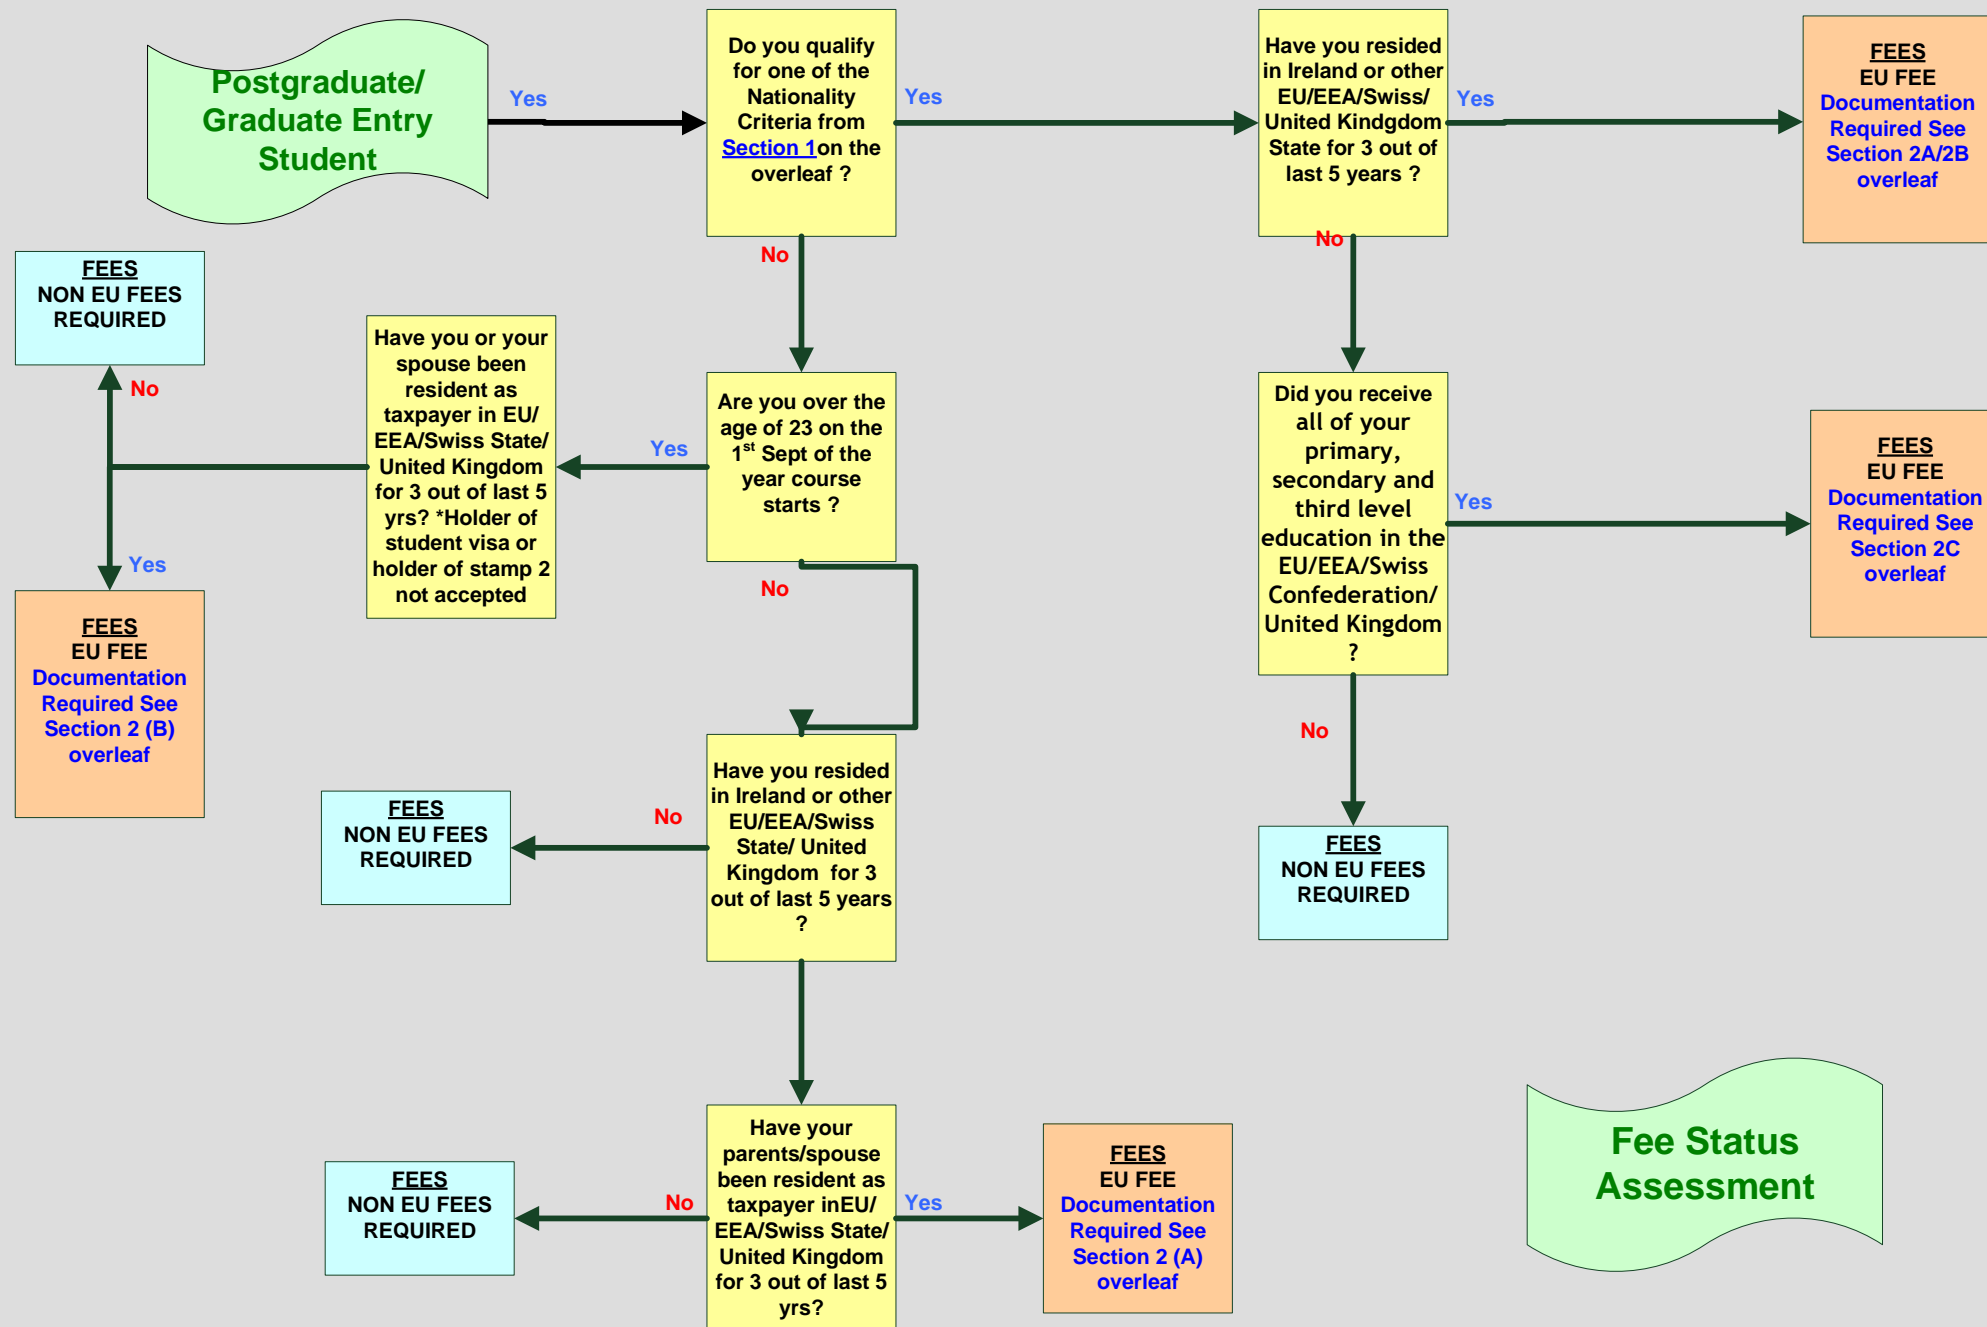 Postgraduate/
Graduate Entry
Student
Yes
Do you qualify
for one of the
Nationality
Criteria from
Section 1on the
overleaf ?
Yes
Have you resided
in Ireland or other
EU/EEA/Swiss/
United Kindgdom
State for 3 out of
last 5 years ?
Yes
FEES
EU FEE
Documentation
Required See
Section 2A/2B
overleaf
No
No
FEES
NON EU FEES
REQUIRED
No
Have you or your
spouse been
resident as
taxpayer in EU/
EEA/Swiss State/
United Kingdom
for 3 out of last 5
yrs? *Holder of
student visa or
holder of stamp 2
not accepted
Yes
Are you over the
age of 23 on the
1st Sept of the
year course
starts ?
Did you receive
all of your
primary,
secondary and
third level
education in the
EU/EEA/Swiss
Confederation/
United Kingdom
?
Yes
FEES
EU FEE
Documentation
Required See
Section 2C
overleaf
Yes
FEES
EU FEE
Documentation
Required See
Section 2 (B)
overleaf
No
No
FEES
NON EU FEES
REQUIRED
Have you resided
in Ireland or other
EU/EEA/Swiss
State/ United
Kingdom for 3
out of last 5 years
?
No
FEES
NON EU FEES
REQUIRED
Have your
parents/spouse
been resident as
taxpayer inEU/
EEA/Swiss State/
United Kingdom
for 3 out of last 5
yrs?
No
FEES
NON EU FEES
REQUIRED
Yes
FEES
EU FEE
Documentation
Required See
Section 2 (A)
overleaf
Fee Status
Assessment